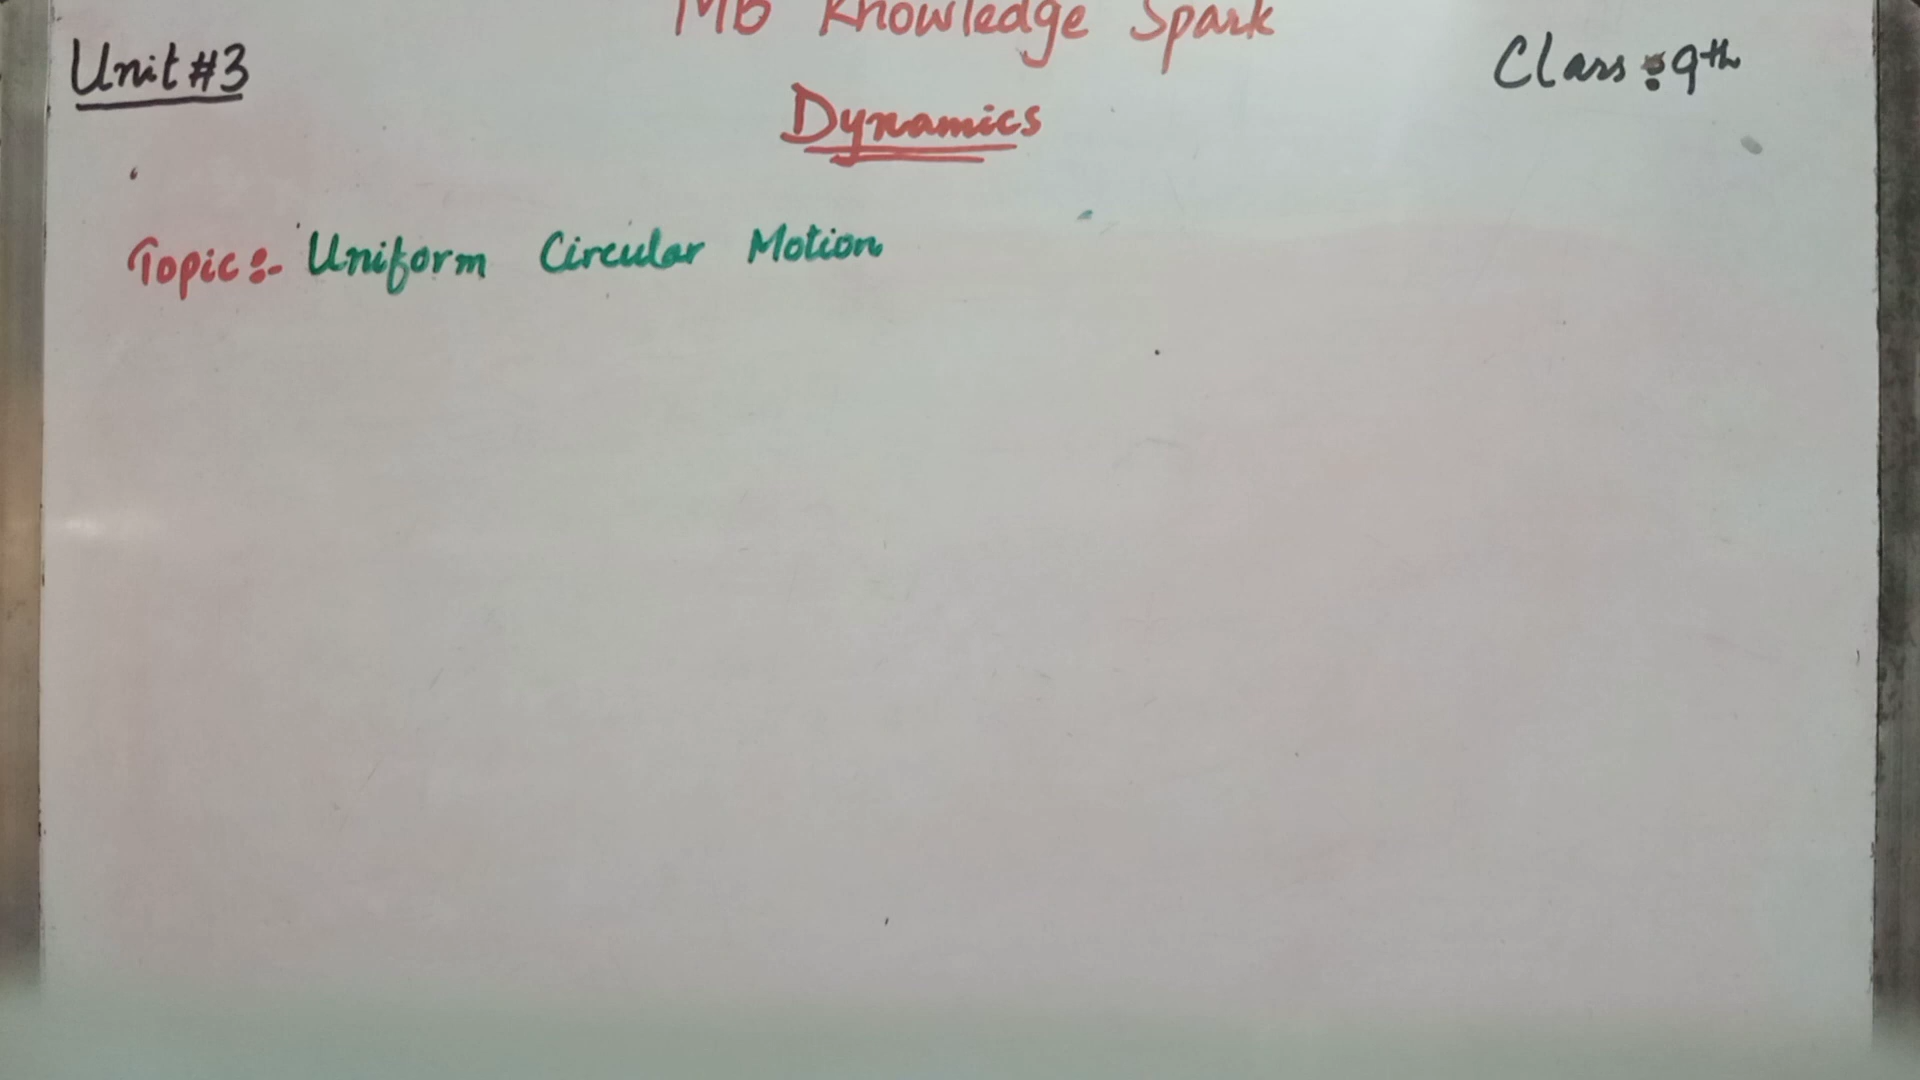 MB Knowledge Spark
Unit #3
Class : 9th
Dynamics
Topic :- Uniform Circular Motion